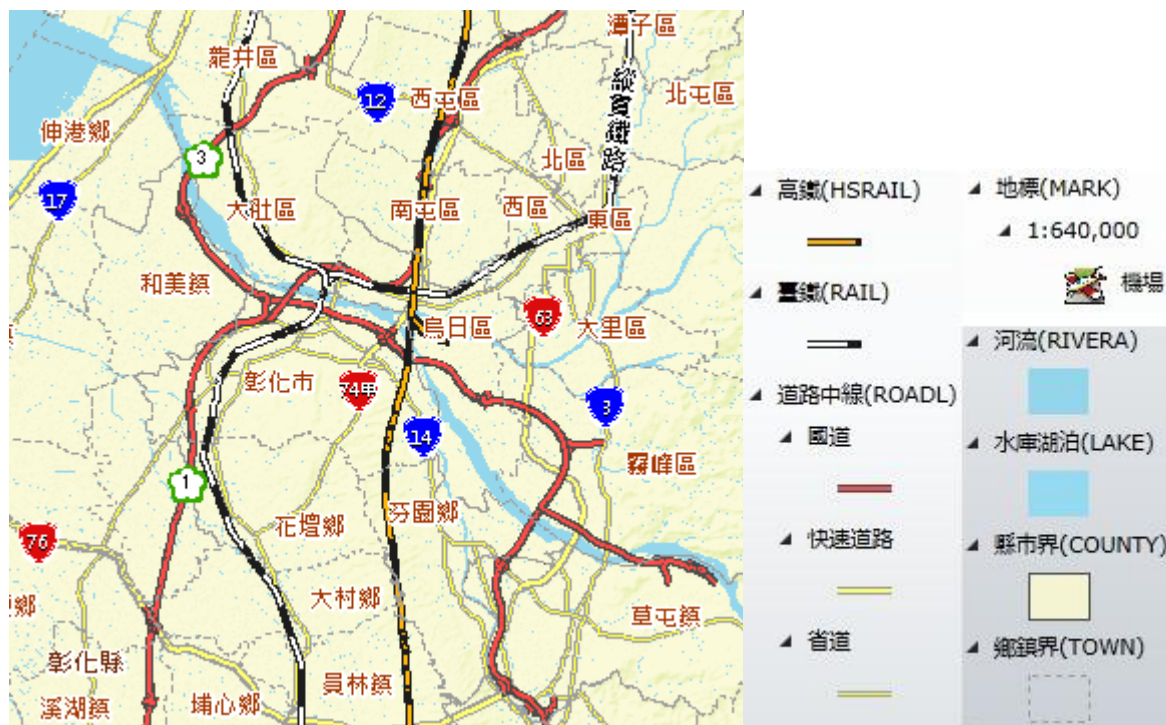 潭子區
龍井區
縱貫鐵路
12
西屯區
北屯區
伸港鄉
3
北區
17
大肚區
南屯區
西區
東區
和美鎮
63
烏日區
大里區
彰化市
74甲
3
14
霧峰區
1
芬園鄉
花壇鄉
76
大村鄉
草屯鎮
鄉
彰化縣
員林鎮
溪湖鎮
埔心鄉
高鐵(HSRAIL)
臺鐵(RAIL)
道路中線(ROADL)
國道
快速道路
省道
地標(MARK)
1:640,000
機場
河流(RIVERA)
水庫湖泊(LAKE)
縣市界(COUNTY)
鄉鎮界(TOWN)